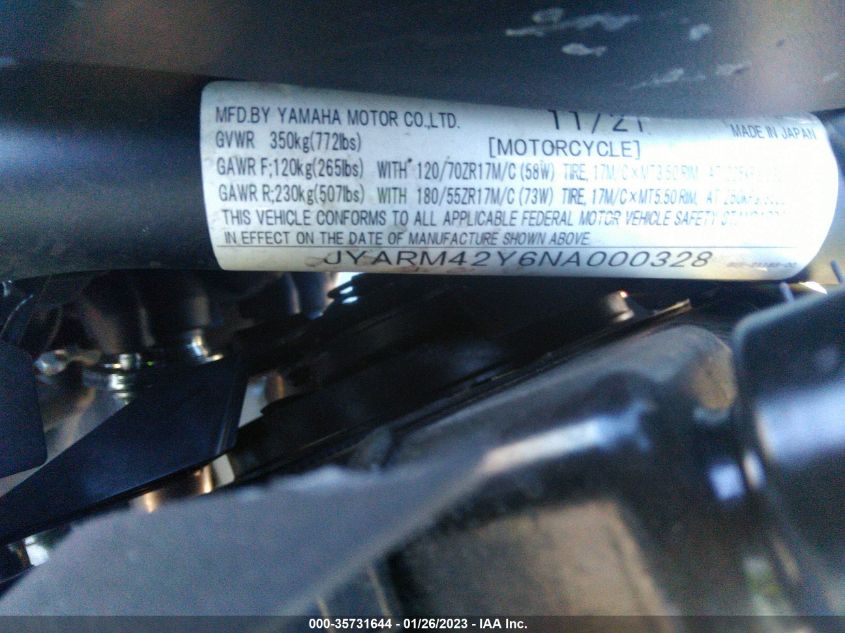 MFD.BY YAMAHA MOTOR CO.,LTD. 11/21 MADE IN JAPAN
GVWR 350kg(772lbs) [MOTORCYCLE]
GAWR F;120kg(265lbs) WITH 120/70ZR17M/C (58W) TIRE, 17M/C×MT3.50 RIM, AT
GAWR R;230kg(507lbs) WITH 180/55ZR17M/C (73W) TIRE, 17M/C×MT5.50 RIM, AT
THIS VEHICLE CONFORMS TO ALL APPLICABLE FEDERAL MOTOR VEHICLE SAFETY
IN EFFECT ON THE DATE OF MANUFACTURE SHOWN ABOVE.
JYARM42Y6NA000328
000-35731644 - 01/26/2023 - IAA Inc.